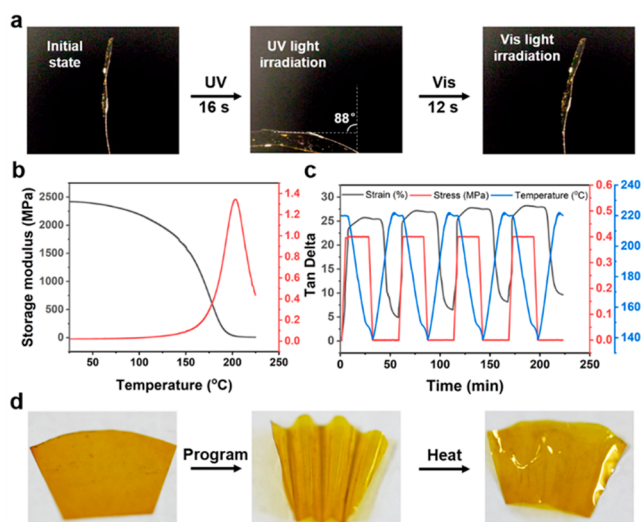 a
Initial
state
UV
16 s
UV light
irradiation
88°
Vis
12 s
Vis light
irradiation
b
Storage modulus (MPa)
2500
2000
1500
1000
500
0
50
100
150
200
250
Temperature (°C)
1.4
1.2
1.0
0.8
0.6
0.4
0.2
0.0
Tan Delta
c
Strain (%)
Stress (MPa)
Temperature (°C)
30
25
20
15
10
5
0
0
50
100
150
200
250
Time (min)
0.6
0.5
0.4
0.3
0.2
0.1
0.0
220
200
180
160
140
240
d
Program
Heat